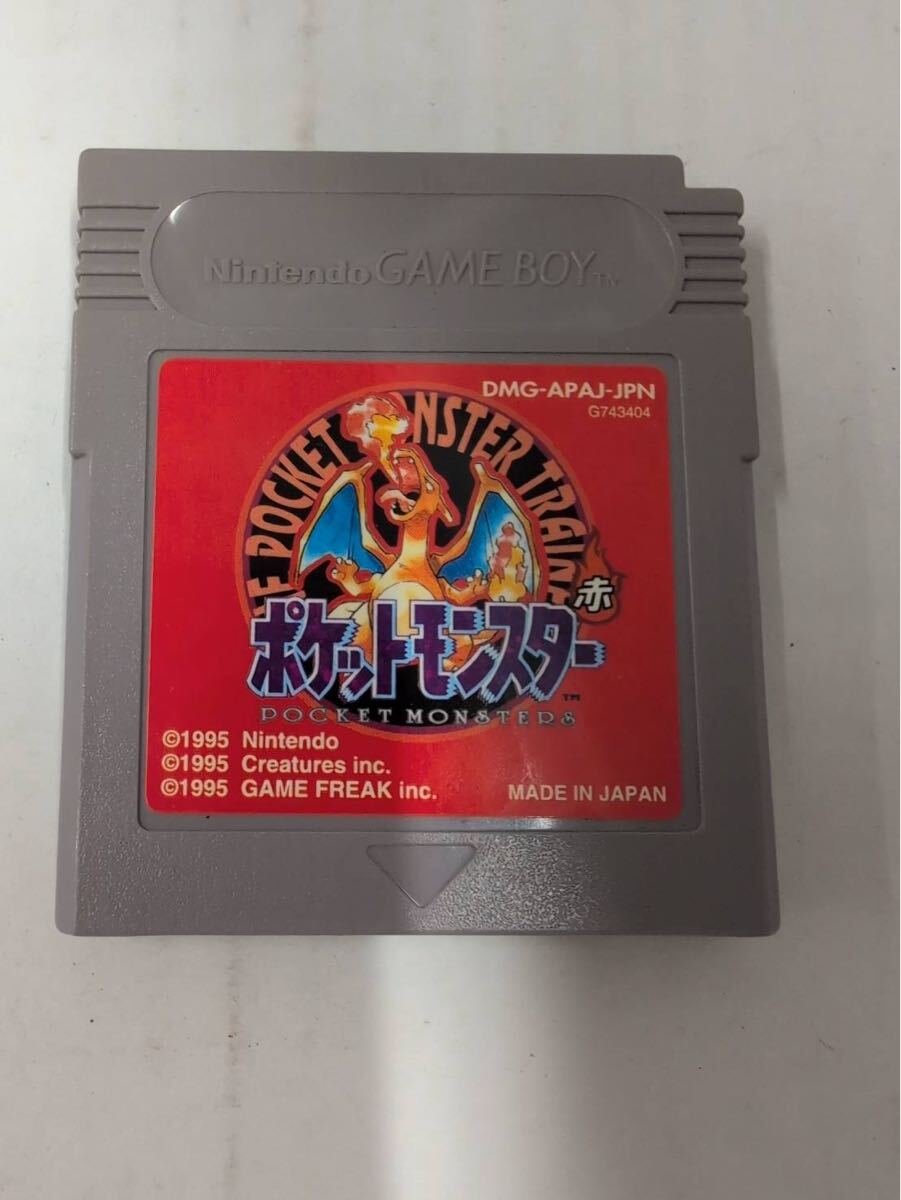 Nintendo GAME BOY™
DMG-APAJ-JPN
G743404
POCKET MONSTER TRAIN
赤
ポケットモンスター™
POCKET MONSTERS
©1995 Nintendo
©1995 Creatures inc.
©1995 GAME FREAK inc.
MADE IN JAPAN